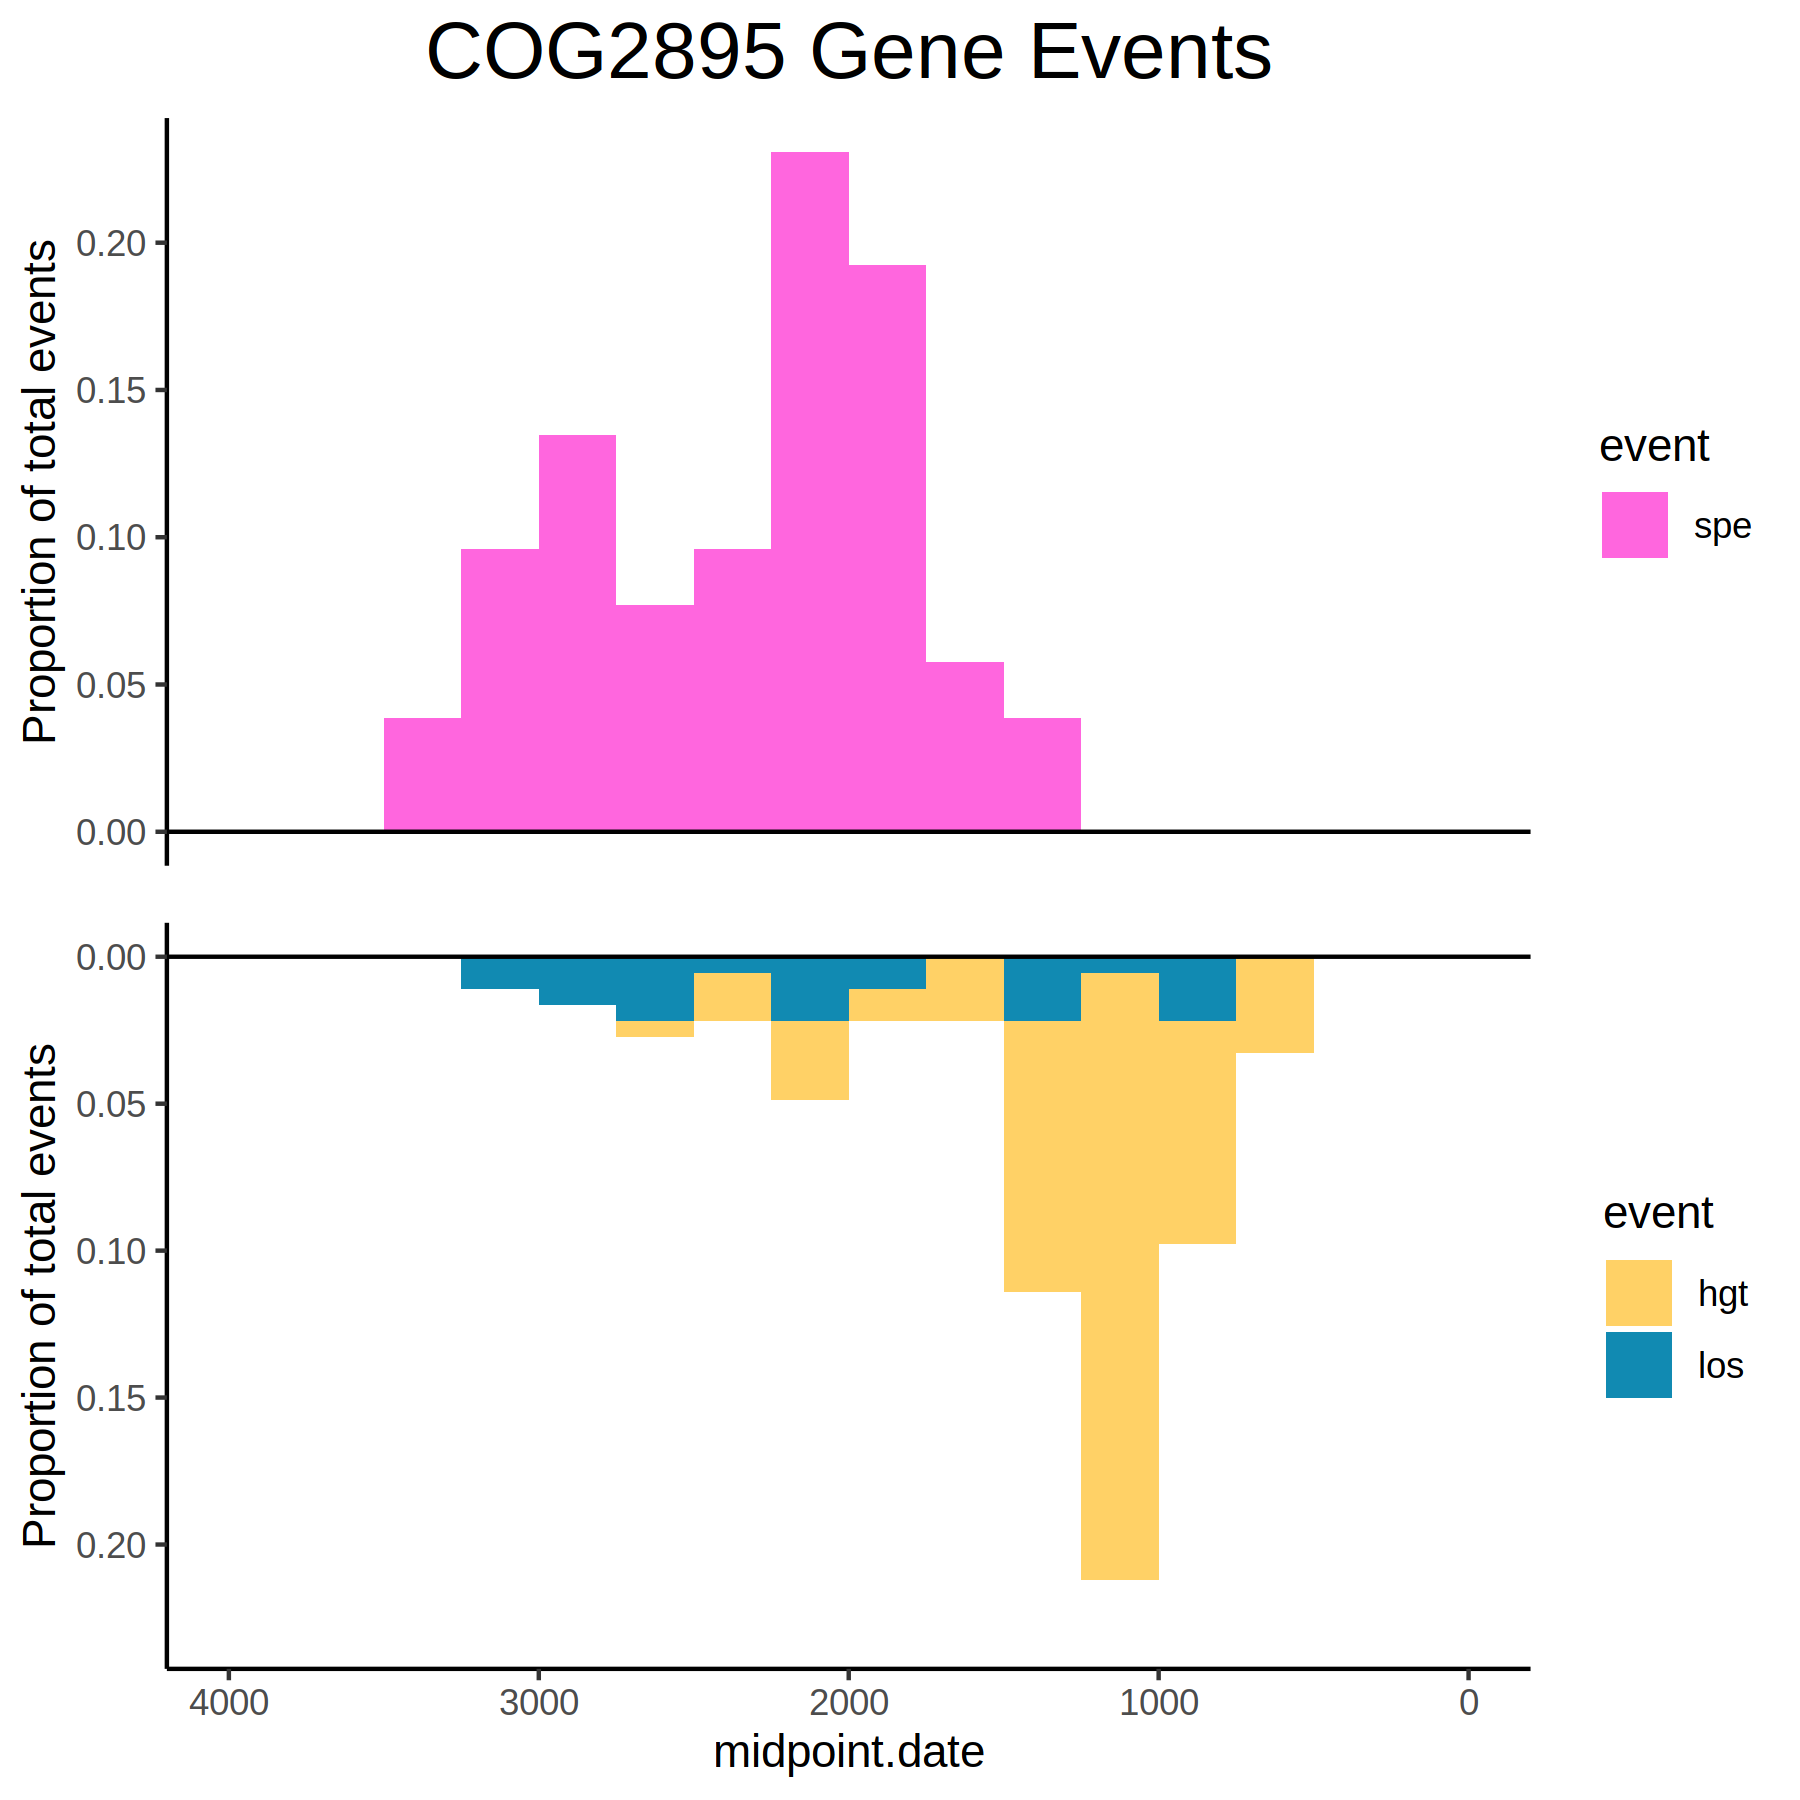 COG2895 Gene Events
Proportion of total events
0.20
0.15
0.10
0.05
0.00
event
spe
Proportion of total events
0.00
0.05
0.10
0.15
0.20
event
hgt
los
4000 3000 2000 1000 0
midpoint.date